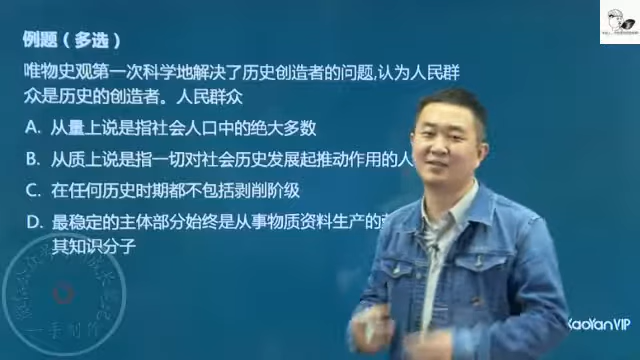 例题（多选）
唯物史观第一次科学地解决了历史创造者的问题,认为人民群
众是历史的创造者。人民群众
A. 从量上说是指社会人口中的绝大多数
B. 从质上说是指一切对社会历史发展起推动作用的人
C. 在任何历史时期都不包括剥削阶级
D. 最稳定的主体部分始终是从事物质资料生产的
其知识分子
KaoYanVIP